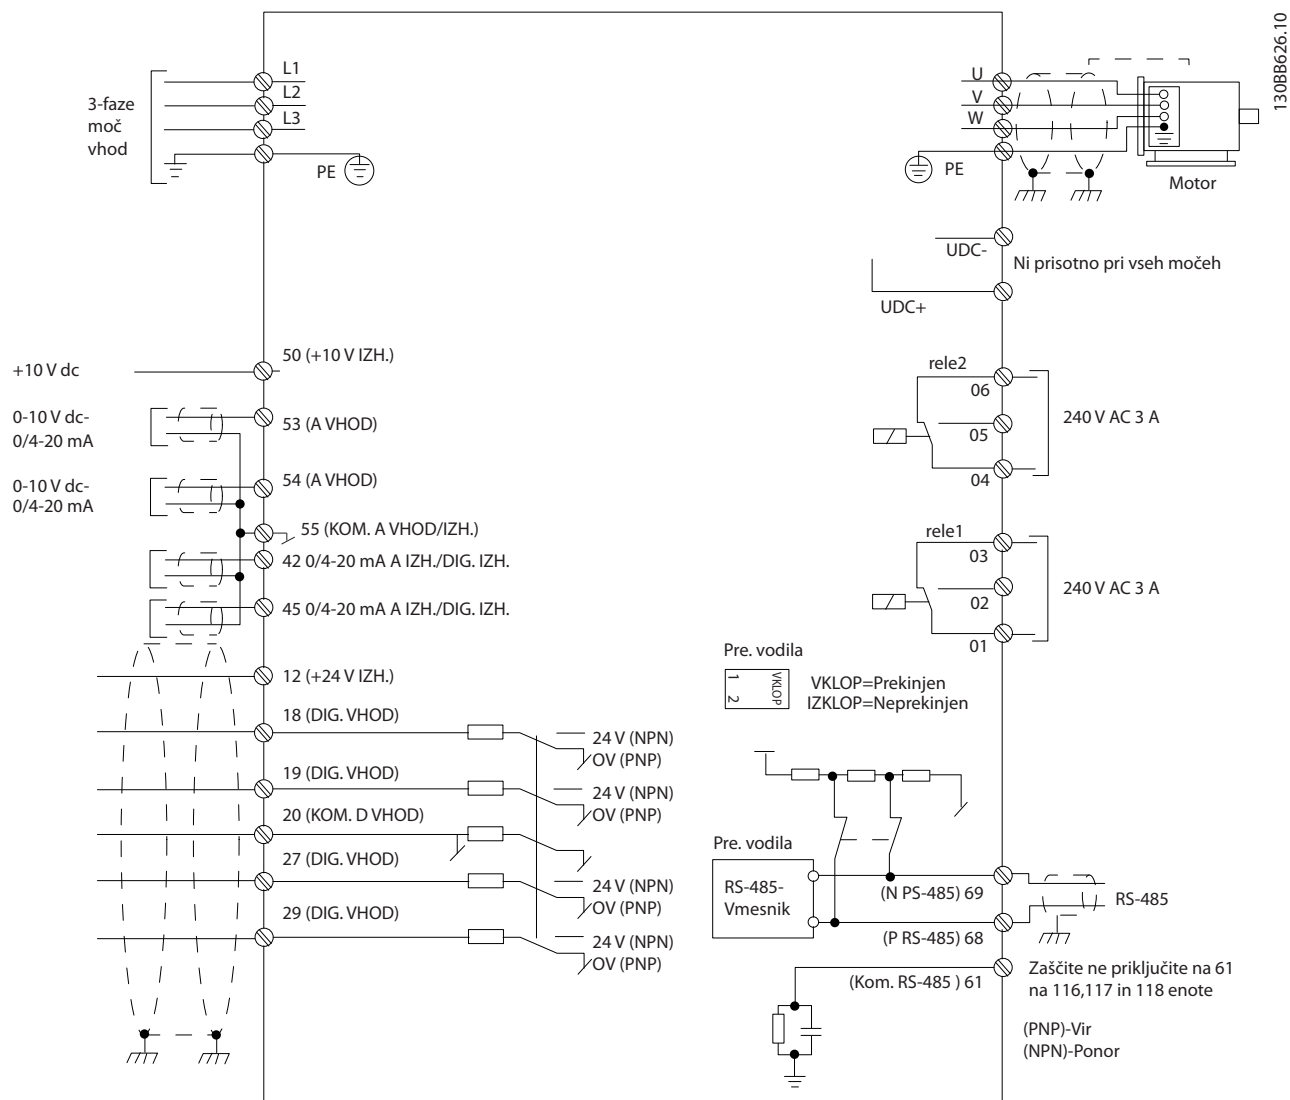 130BB626.10
3-faze
moč
vhod
L1
L2
L3
PE
U
V
W
PE
Motor
UDC-
Ni prisotno pri vseh močeh
UDC+
+10 V dc
50 (+10 V IZH.)
0-10 V dc-
0/4-20 mA
53 (A VHOD)
0-10 V dc-
0/4-20 mA
54 (A VHOD)
55 (KOM. A VHOD/IZH.)
42 0/4-20 mA A IZH./DIG. IZH.
45 0/4-20 mA A IZH./DIG. IZH.
12 (+24 V IZH.)
18 (DIG. VHOD)
24 V (NPN)
OV (PNP)
19 (DIG. VHOD)
24 V (NPN)
OV (PNP)
20 (KOM. D VHOD)
27 (DIG. VHOD)
24 V (NPN)
OV (PNP)
29 (DIG. VHOD)
24 V (NPN)
OV (PNP)
rele2
06
05
04
240 V AC 3 A
rele1
03
02
01
240 V AC 3 A
Pre. vodila
1
2
VKLOP
VKLOP=Prekinjen
IZKLOP=Neprekinjen
Pre. vodila
RS-485-
Vmesnik
(N PS-485) 69
RS-485
(P RS-485) 68
(Kom. RS-485 ) 61
Zaščite ne priključite na 61
na 116,117 in 118 enote
(PNP)-Vir
(NPN)-Ponor